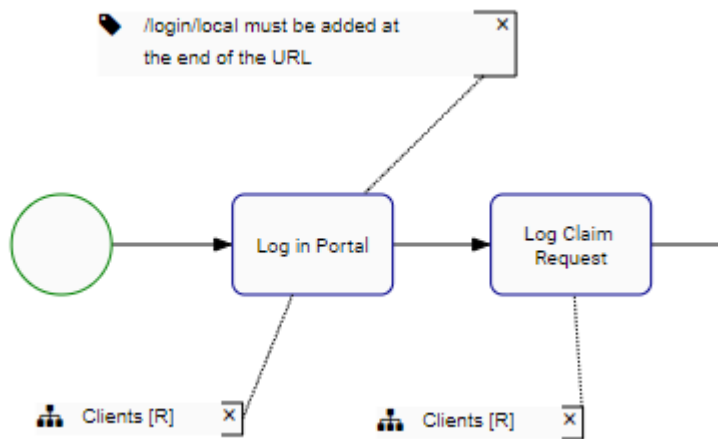 /login/local must be added at
the end of the URL
Log in Portal
Log Claim
Request
Clients [R]
Clients [R]